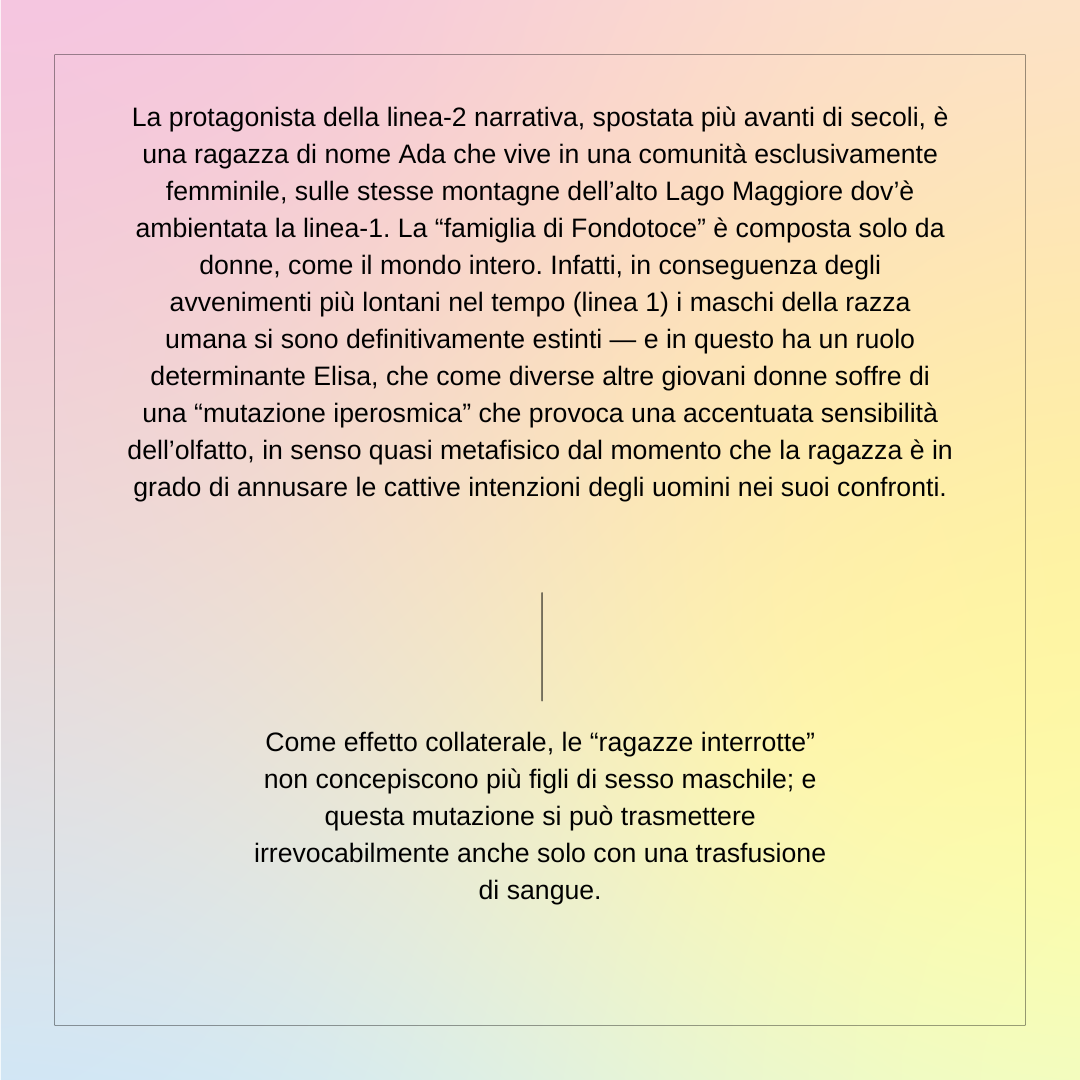 La protagonista della linea-2 narrativa, spostata più avanti di secoli, è
una ragazza di nome Ada che vive in una comunità esclusivamente
femminile, sulle stesse montagne dell’alto Lago Maggiore dov’è
ambientata la linea-1. La “famiglia di Fondotoce” è composta solo da
donne, come il mondo intero. Infatti, in conseguenza degli
avvenimenti più lontani nel tempo (linea 1) i maschi della razza
umana si sono definitivamente estinti — e in questo ha un ruolo
determinante Elisa, che come diverse altre giovani donne soffre di
una “mutazione iperosmica” che provoca una accentuata sensibilità
dell’olfatto, in senso quasi metafisico dal momento che la ragazza è in
grado di annusare le cattive intenzioni degli uomini nei suoi confronti.
Come effetto collaterale, le “ragazze interrotte”
non concepiscono più figli di sesso maschile; e
questa mutazione si può trasmettere
irrevocabilmente anche solo con una trasfusione
di sangue.